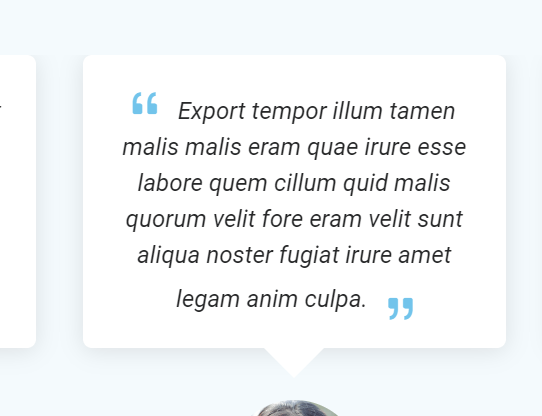 “ Export tempor illum tamen
malis malis eram quae irure esse
labore quem cillum quid malis
quorum velit fore eram velit sunt
aliqua noster fugiat irure amet
legam anim culpa. ”